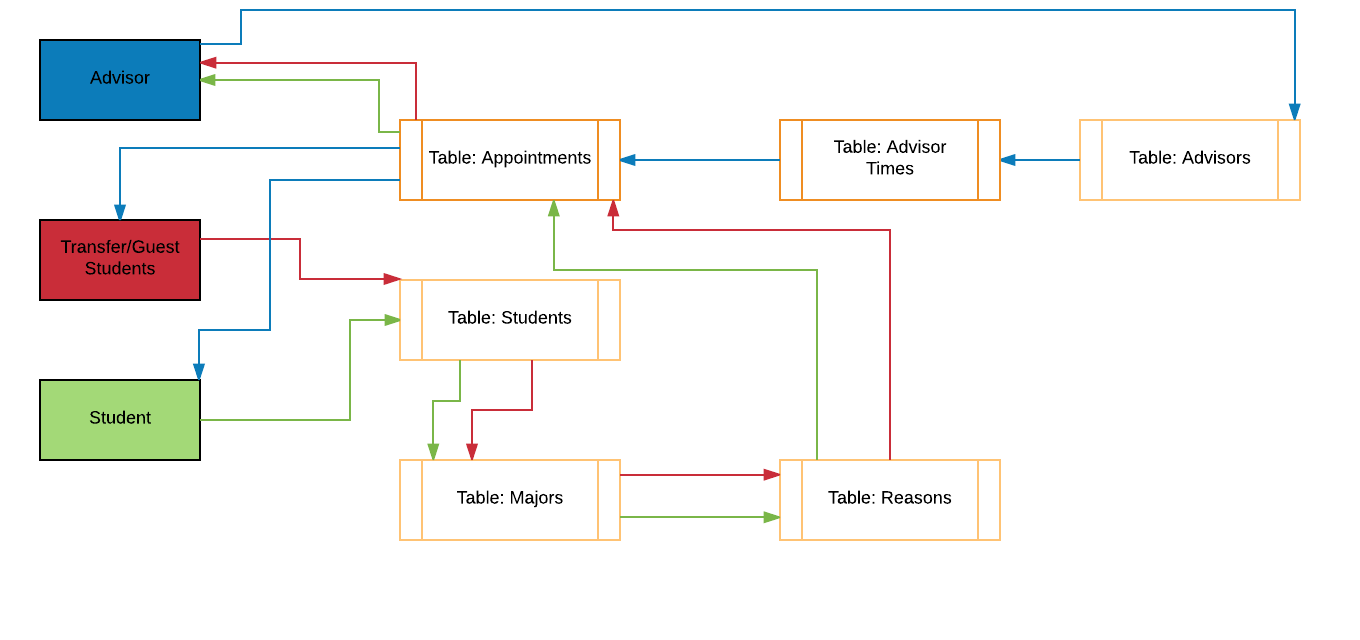 Advisor
Table: Appointments
Table: Advisor
Times
Table: Advisors
Transfer/Guest
Students
Table: Students
Student
Table: Majors
Table: Reasons